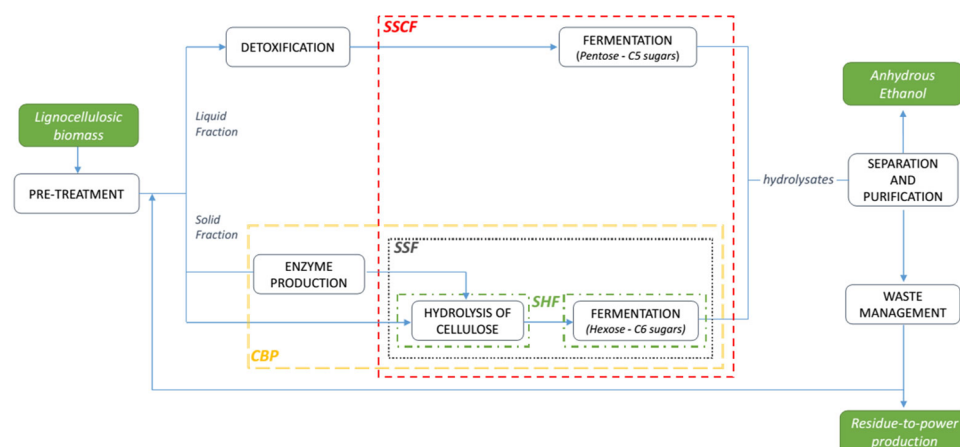 SSCF
DETOXIFICATION
FERMENTATION
(Pentose - C5 sugars)
Anhydrous
Ethanol
Lignocellulosic
biomass
Liquid
Fraction
PRE-TREATMENT
hydrolysates
SEPARATION
AND
PURIFICATION
Solid
Fraction
SSF
ENZYME
PRODUCTION
SHF
HYDROLYSIS OF
CELLULOSE
FERMENTATION
(Hexose - C6 sugars)
WASTE
MANAGEMENT
CBP
Residue-to-power
production